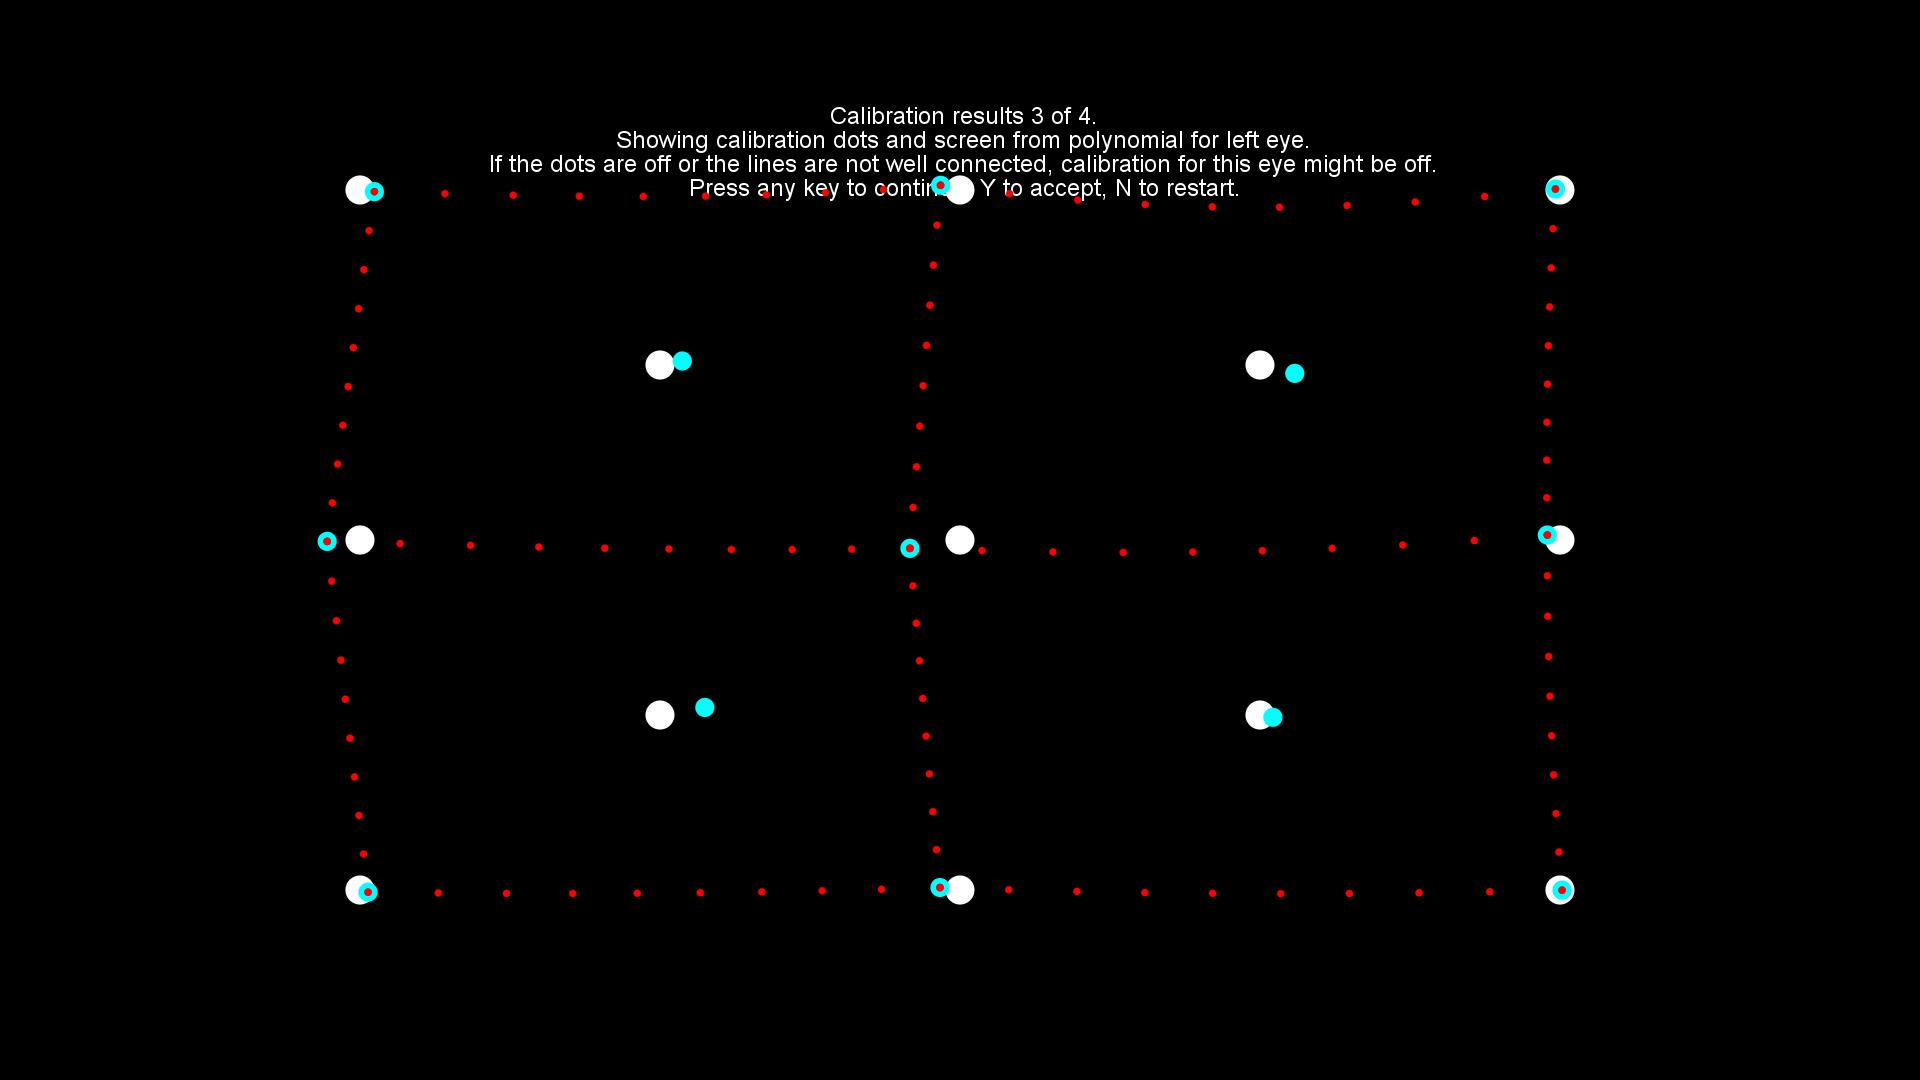 Calibration results 3 of 4.
Showing calibration dots and screen from polynomial for left eye.
If the dots are off or the lines are not well connected, calibration for this eye might be off.
Press any key to contin Y to accept, N to restart.